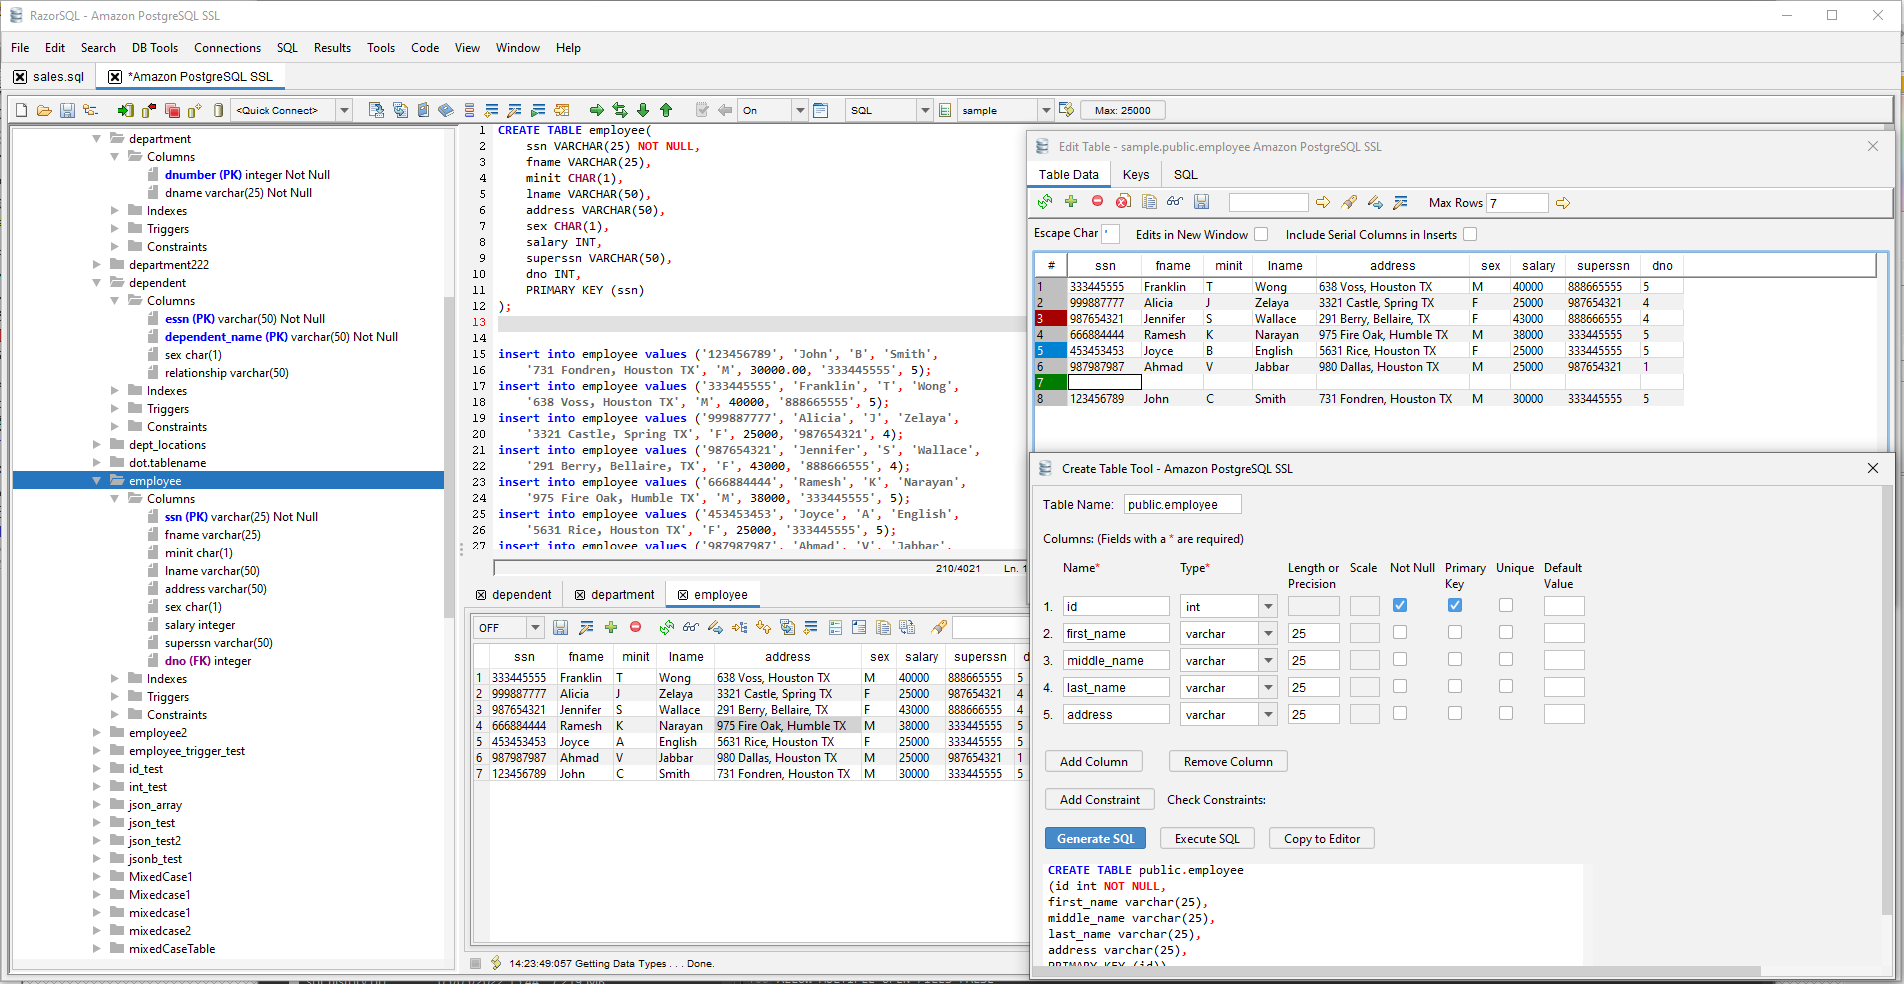 RazorSQL - Amazon PostgreSQL SSL
File Edit Search DB Tools Connections SQL Results Tools Code View Window Help
sales.sql *Amazon PostgreSQL SSL
<Quick Connect> On SQL sample Max: 25000
department
Columns
dnumber (PK) integer Not Null
dname varchar(25) Not Null
Indexes
Triggers
Constraints
department222
dependent
Columns
essn (PK) varchar(50) Not Null
dependent_name (PK) varchar(50) Not Null
sex char(1)
relationship varchar(50)
Indexes
Triggers
Constraints
dept_locations
dot.tablename
employee
Columns
ssn (PK) varchar(25) Not Null
fname varchar(25)
minit char(1)
lname varchar(50)
address varchar(50)
sex char(1)
salary integer
superssn varchar(50)
dno (FK) integer
Indexes
Triggers
Constraints
employee2
employee_trigger_test
id_test
int_test
json_array
json_test
json_test2
jsonb_test
MixedCase1
Mixedcase1
mixedcase1
mixedcase2
mixedCaseTable
1 CREATE TABLE employee(
2 ssn VARCHAR(25) NOT NULL,
3 fname VARCHAR(25),
4 minit CHAR(1),
5 lname VARCHAR(50),
6 address VARCHAR(50),
7 sex CHAR(1),
8 salary INT,
9 superssn VARCHAR(50),
10 dno INT,
11 PRIMARY KEY (ssn)
12 );
13
14
15 insert into employee values ('123456789', 'John', 'B', 'Smith',
16 '731 Fondren, Houston TX', 'M', 30000.00, '333445555', 5);
17 insert into employee values ('333445555', 'Franklin', 'T', 'Wong',
18 '638 Voss, Houston TX', 'M', 40000, '888665555', 5);
19 insert into employee values ('999887777', 'Alicia', 'J', 'Zelaya',
20 '3321 Castle, Spring TX', 'F', 25000, '987654321', 4);
21 insert into employee values ('987654321', 'Jennifer', 'S', 'Wallace',
22 '291 Berry, Bellaire, TX', 'F', 43000, '888665555', 4);
23 insert into employee values ('666884444', 'Ramesh', 'K', 'Narayan',
24 '975 Fire Oak, Humble TX', 'M', 38000, '333445555', 5);
25 insert into employee values ('453453453', 'Joyce', 'A', 'English',
26 '5631 Rice, Houston TX', 'F', 25000, '333445555', 5);
27 insert into employee values ('987987987', 'Ahmad', 'V', 'Jabbar',
210/4021 Ln. 1
dependent department employee
OFF
ssn fname minit lname address sex salary superssn d
1 333445555 Franklin T Wong 638 Voss, Houston TX M 40000 888665555 5
2 999887777 Alicia J Zelaya 3321 Castle, Spring TX F 25000 987654321 4
3 987654321 Jennifer S Wallace 291 Berry, Bellaire, TX F 43000 888665555 4
4 666884444 Ramesh K Narayan 975 Fire Oak, Humble TX M 38000 333445555 5
5 453453453 Joyce A English 5631 Rice, Houston TX F 25000 333445555 5
6 987987987 Ahmad V Jabbar 980 Dallas, Houston TX M 25000 987654321 1
7 123456789 John C Smith 731 Fondren, Houston TX M 30000 333445555 5
14:23:49:057 Getting Data Types . . . Done.
Edit Table - sample.public.employee Amazon PostgreSQL SSL
Table Data Keys SQL
Max Rows 7
Escape Char ' Edits in New Window Include Serial Columns in Inserts
# ssn fname minit lname address sex salary superssn dno
1 333445555 Franklin T Wong 638 Voss, Houston TX M 40000 888665555 5
2 999887777 Alicia J Zelaya 3321 Castle, Spring TX F 25000 987654321 4
3 987654321 Jennifer S Wallace 291 Berry, Bellaire, TX F 43000 888665555 4
4 666884444 Ramesh K Narayan 975 Fire Oak, Humble TX M 38000 333445555 5
5 453453453 Joyce B English 5631 Rice, Houston TX F 25000 333445555 5
6 987987987 Ahmad V Jabbar 980 Dallas, Houston TX M 25000 987654321 1
7
8 123456789 John C Smith 731 Fondren, Houston TX M 30000 333445555 5
Create Table Tool - Amazon PostgreSQL SSL
Table Name: public.employee
Columns: (Fields with a * are required)
Name* Type* Length or Precision Scale Not Null Primary Key Unique Default Value
1. id int
2. first_name varchar 25
3. middle_name varchar 25
4. last_name varchar 25
5. address varchar 25
Add Column Remove Column
Add Constraint Check Constraints:
Generate SQL Execute SQL Copy to Editor
CREATE TABLE public.employee
(id int NOT NULL,
first_name varchar(25),
middle_name varchar(25),
last_name varchar(25),
address varchar(25),
PRIMARY KEY (id))